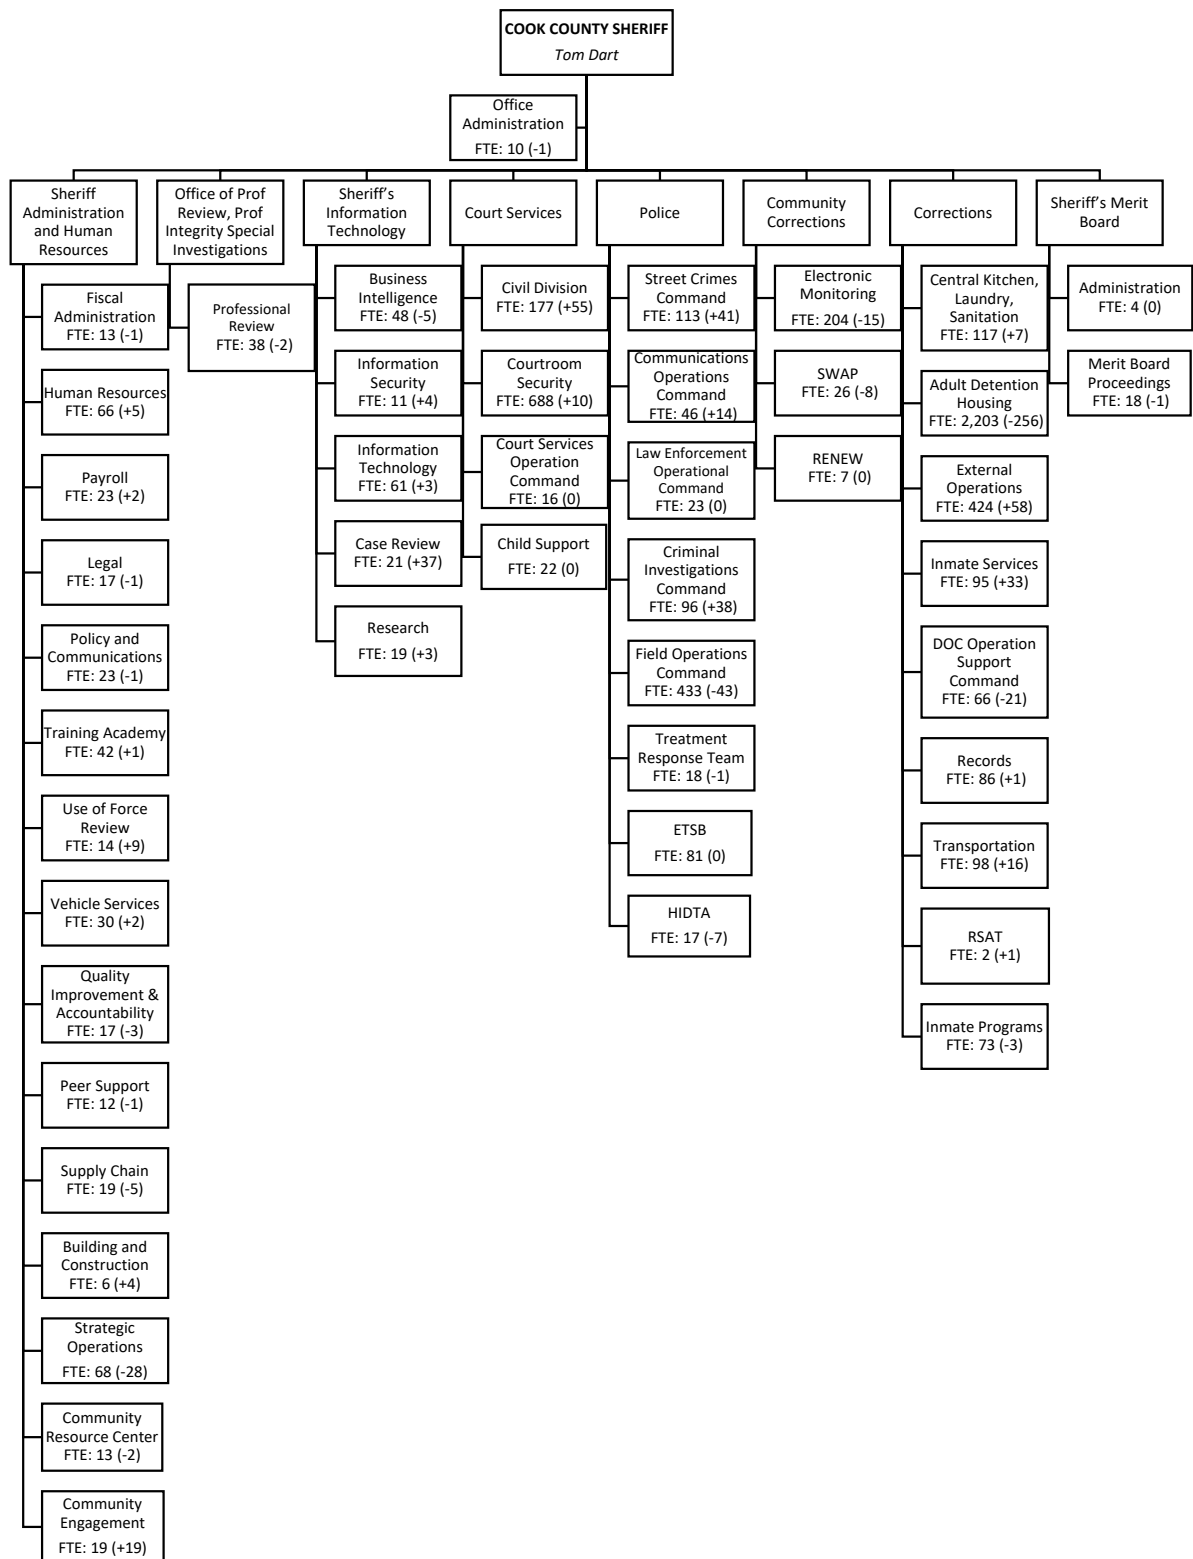 COOK COUNTY SHERIFF
Tom Dart
Office
Administration
FTE: 10 (-1)
Sheriff
Administration
and Human
Resources
Fiscal
Administration
FTE: 13 (-1)
Human Resources
FTE: 66 (+5)
Payroll
FTE: 23 (+2)
Legal
FTE: 17 (-1)
Policy and
Communications
FTE: 23 (-1)
Training Academy
FTE: 42 (+1)
Use of Force
Review
FTE: 14 (+9)
Vehicle Services
FTE: 30 (+2)
Quality
Improvement &
Accountability
FTE: 17 (-3)
Peer Support
FTE: 12 (-1)
Supply Chain
FTE: 19 (-5)
Building and
Construction
FTE: 6 (+4)
Strategic
Operations
FTE: 68 (-28)
Community
Resource Center
FTE: 13 (-2)
Community
Engagement
FTE: 19 (+19)
Office of Prof
Review, Prof
Integrity Special
Investigations
Professional
Review
FTE: 38 (-2)
Sheriff’s
Information
Technology
Business
Intelligence
FTE: 48 (-5)
Information
Security
FTE: 11 (+4)
Information
Technology
FTE: 61 (+3)
Case Review
FTE: 21 (+37)
Research
FTE: 19 (+3)
Court Services
Civil Division
FTE: 177 (+55)
Courtroom
Security
FTE: 688 (+10)
Court Services
Operation
Command
FTE: 16 (0)
Child Support
FTE: 22 (0)
Police
Street Crimes
Command
FTE: 113 (+41)
Communications
Operations
Command
FTE: 46 (+14)
Law Enforcement
Operational
Command
FTE: 23 (0)
Criminal
Investigations
Command
FTE: 96 (+38)
Field Operations
Command
FTE: 433 (-43)
Treatment
Response Team
FTE: 18 (-1)
ETSB
FTE: 81 (0)
HIDTA
FTE: 17 (-7)
Community
Corrections
Electronic
Monitoring
FTE: 204 (-15)
SWAP
FTE: 26 (-8)
RENEW
FTE: 7 (0)
Corrections
Central Kitchen,
Laundry,
Sanitation
FTE: 117 (+7)
Adult Detention
Housing
FTE: 2,203 (-256)
External
Operations
FTE: 424 (+58)
Inmate Services
FTE: 95 (+33)
DOC Operation
Support
Command
FTE: 66 (-21)
Records
FTE: 86 (+1)
Transportation
FTE: 98 (+16)
RSAT
FTE: 2 (+1)
Inmate Programs
FTE: 73 (-3)
Sheriff’s Merit
Board
Administration
FTE: 4 (0)
Merit Board
Proceedings
FTE: 18 (-1)